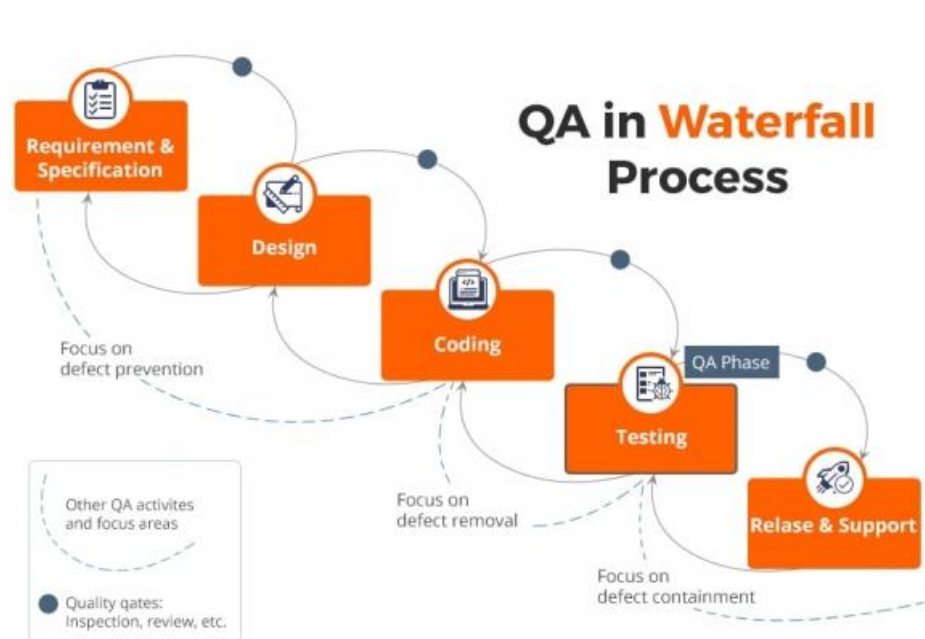 QA in Waterfall
Process
Requirement &
Specification
Design
Coding
QA Phase
Testing
Relase & Support
Focus on
defect prevention
Focus on
defect removal
Focus on
defect containment
Other QA activites
and focus areas
Quality qates:
Inspection, review, etc.